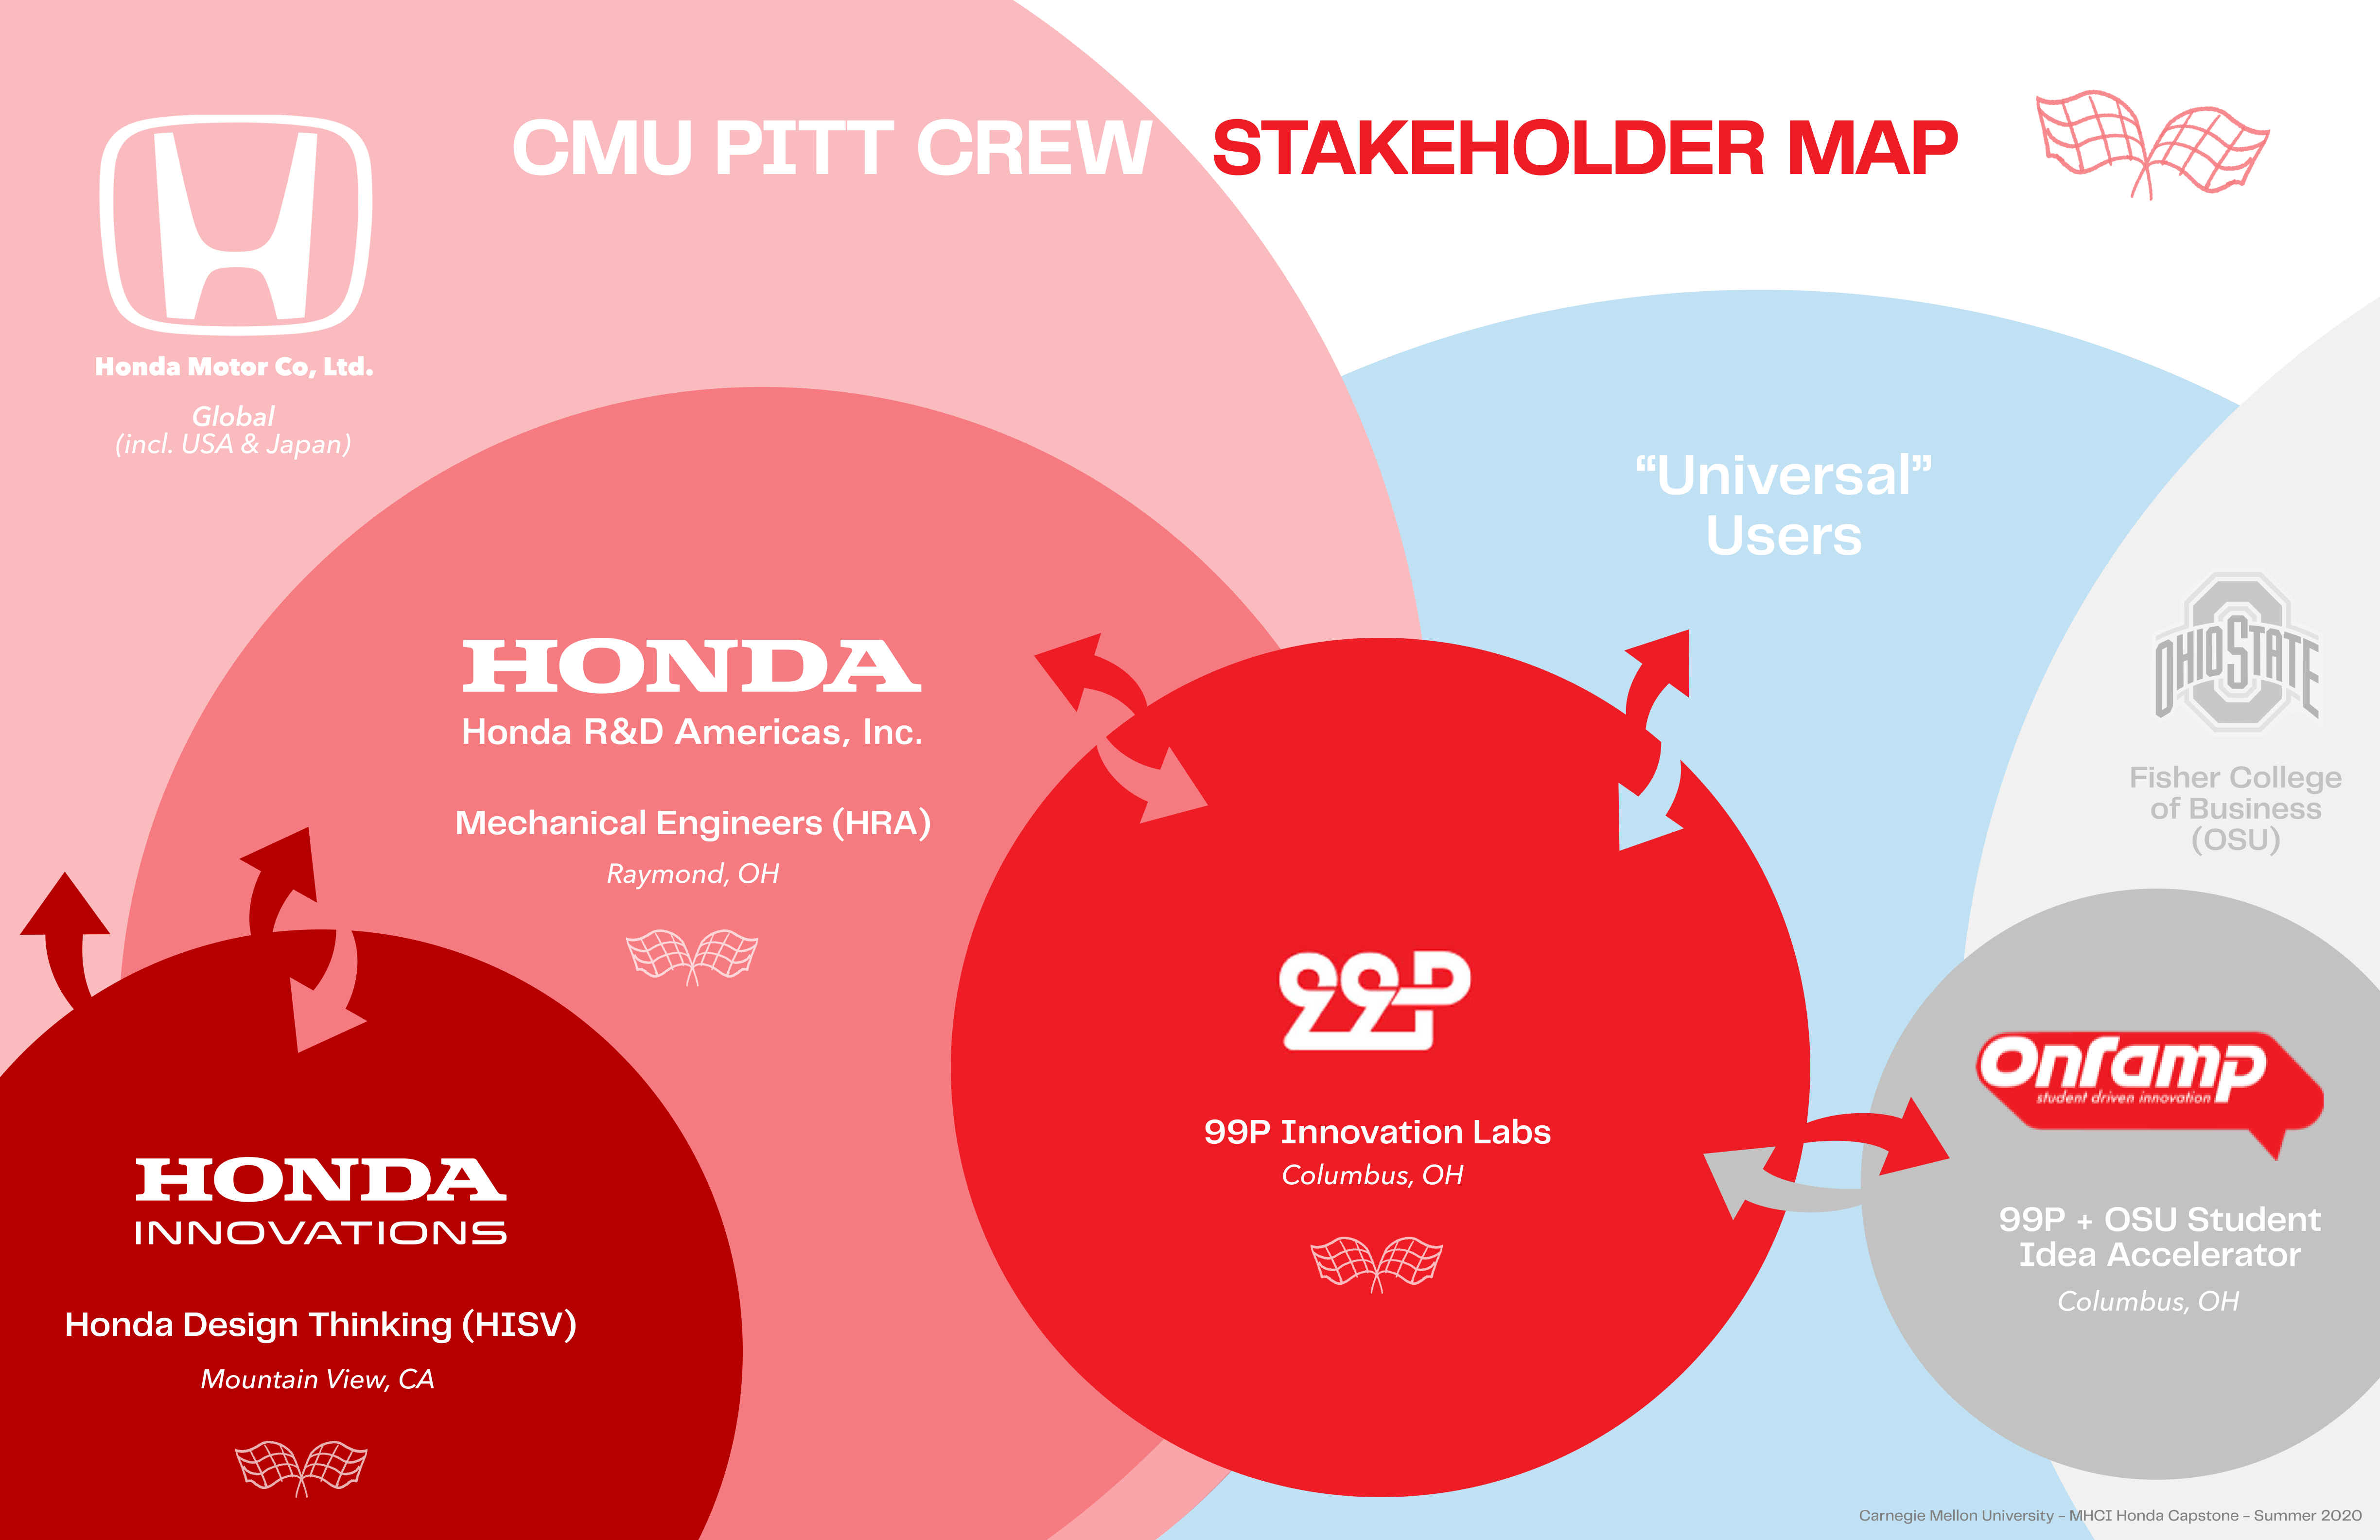 CMU PITT CREW STAKEHOLDER MAP
Honda Motor Co, Ltd.
Global
(incl. USA & Japan)
“Universal”
Users
HONDA
Honda R&D Americas, Inc.
Mechanical Engineers (HRA)
Raymond, OH
OHIO STATE
Fisher College
of Business
(OSU)
99P
99P Innovation Labs
Columbus, OH
onramp
student driven innovation
99P + OSU Student
Idea Accelerator
Columbus, OH
HONDA
INNOVATIONS
Honda Design Thinking (HISV)
Mountain View, CA
Carnegie Mellon University - MHCI Honda Capstone - Summer 2020